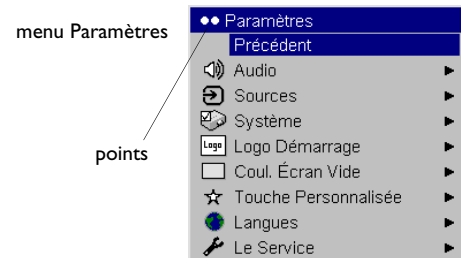 menu Paramètres
points
Paramètres
Précédent
Audio
Sources
Système
Logo Logo Démarrage
Coul. Écran Vide
Touche Personnalisée
Langues
Le Service